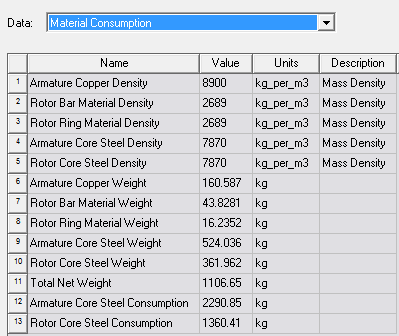 Data: Material Consumption
Name Value Units Description
1 Armature Copper Density 8900 kg_per_m3 Mass Density
2 Rotor Bar Material Density 2689 kg_per_m3 Mass Density
3 Rotor Ring Material Density 2689 kg_per_m3 Mass Density
4 Armature Core Steel Density 7870 kg_per_m3 Mass Density
5 Rotor Core Steel Density 7870 kg_per_m3 Mass Density
6 Armature Copper Weight 160.587 kg
7 Rotor Bar Material Weight 43.8281 kg
8 Rotor Ring Material Weight 16.2352 kg
9 Armature Core Steel Weight 524.036 kg
10 Rotor Core Steel Weight 361.962 kg
11 Total Net Weight 1106.65 kg
12 Armature Core Steel Consumption 2290.85 kg
13 Rotor Core Steel Consumption 1360.41 kg